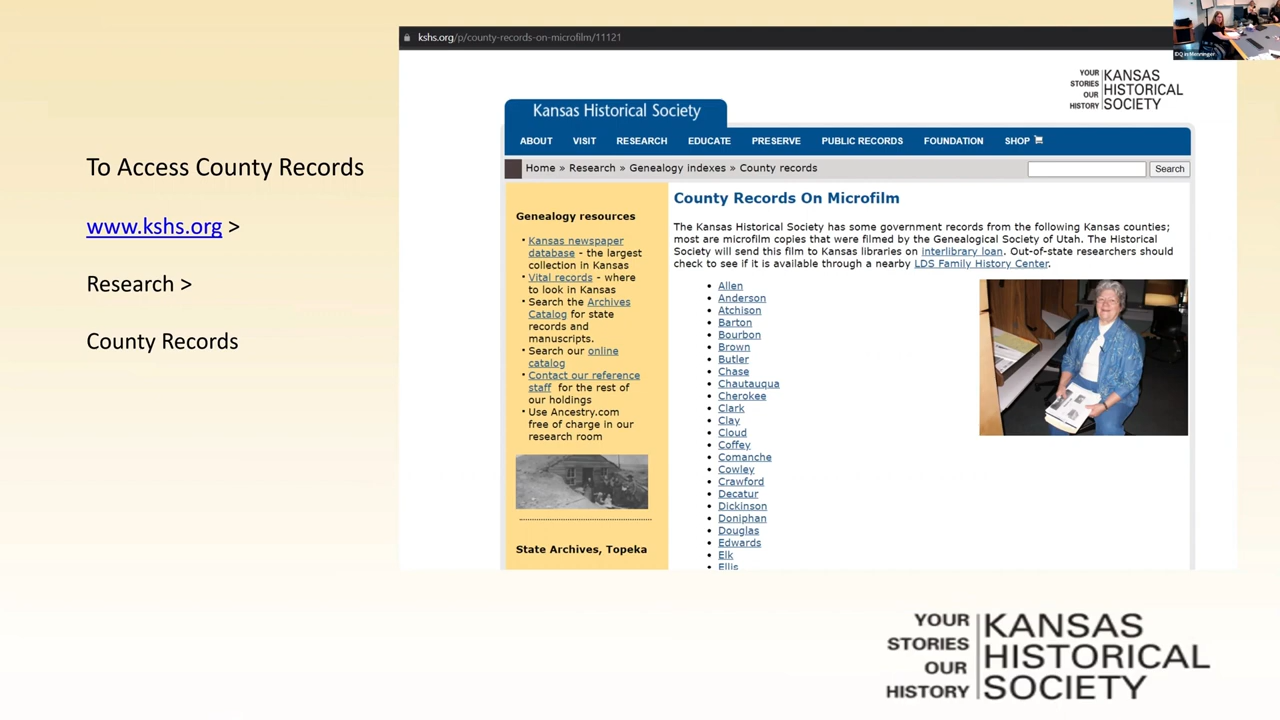 To Access County Records
www.kshs.org >
Research >
County Records
kshs.org/p/county-records-on-microfilm/11121
YOUR STORIES OUR HISTORY
KANSAS HISTORICAL SOCIETY
Kansas Historical Society
ABOUT VISIT RESEARCH EDUCATE PRESERVE PUBLIC RECORDS FOUNDATION SHOP
Home » Research » Genealogy indexes » County records
Search
Genealogy resources
• Kansas newspaper
database - the largest
collection in Kansas
• Vital records - where
to look in Kansas
• Search the Archives
Catalog for state
records and
manuscripts.
• Search our online
catalog
• Contact our reference
staff for the rest of
our holdings
• Use Ancestry.com
free of charge in our
research room
State Archives, Topeka
County Records On Microfilm
The Kansas Historical Society has some government records from the following Kansas counties;
most are microfilm copies that were filmed by the Genealogical Society of Utah. The Historical
Society will send this film to Kansas libraries on interlibrary loan. Out-of-state researchers should
check to see if it is available through a nearby LDS Family History Center.
• Allen
• Anderson
• Atchison
• Barton
• Bourbon
• Brown
• Butler
• Chase
• Chautauqua
• Cherokee
• Clark
• Clay
• Cloud
• Coffey
• Comanche
• Cowley
• Crawford
• Decatur
• Dickinson
• Doniphan
• Douglas
• Edwards
• Elk
• Ellis
YOUR STORIES OUR HISTORY
KANSAS HISTORICAL SOCIETY